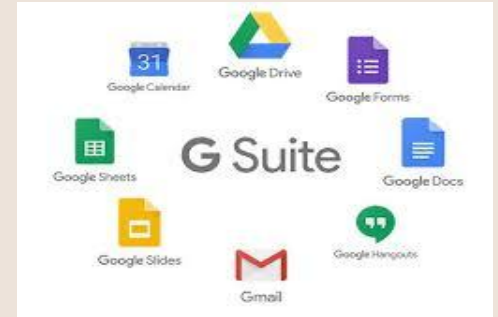 Google Drive
31
Google Calendar
Google Forms
G Suite
Google Sheets
Google Docs
Google Hangouts
Google Slides
Gmail